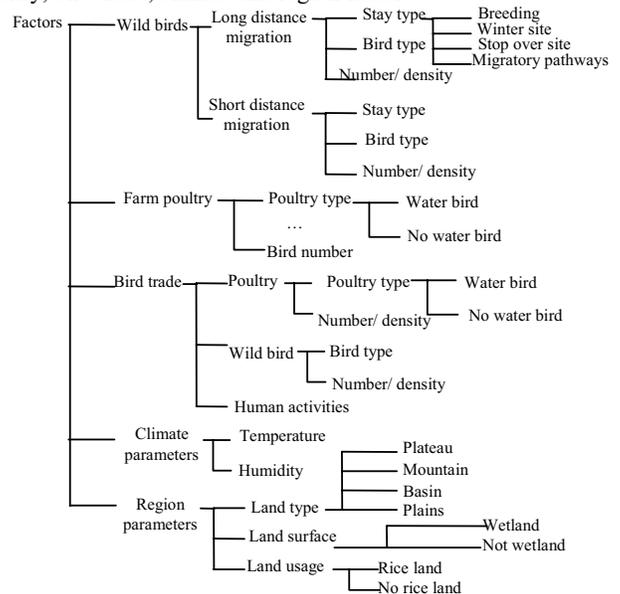 Factors
Wild birds
Long distance
migration
Stay type
Breeding
Winter site
Stop over site
Migratory pathways
Bird type
Number/ density
Short distance
migration
Stay type
Bird type
Number/ density
Farm poultry
Poultry type
Water bird
No water bird
...
Bird number
Bird trade
Poultry
Poultry type
Water bird
No water bird
Number/ density
Wild bird
Bird type
Number/ density
Human activities
Climate
parameters
Temperature
Humidity
Region
parameters
Land type
Plateau
Mountain
Basin
Plains
Land surface
Wetland
Not wetland
Land usage
Rice land
No rice land